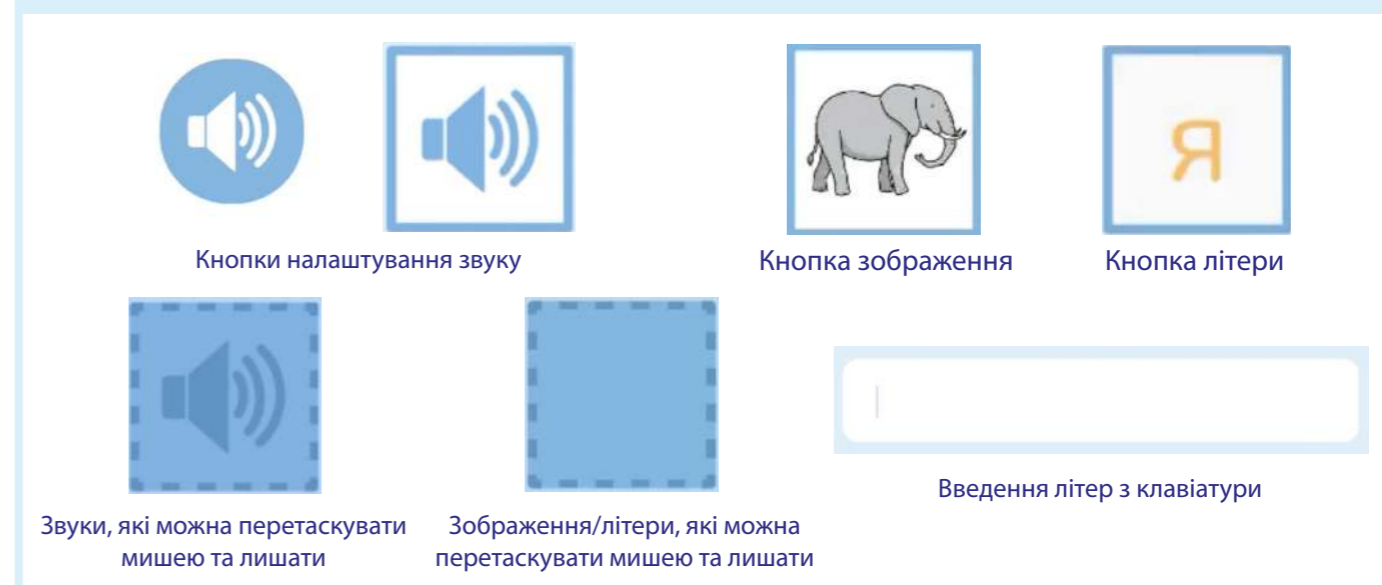 я
Кнопки налаштування звуку
Кнопка зображення
Кнопка літери
Звуки, які можна перетаскувати
мишею та лишати
Зображення/літери, які можна
перетаскувати мишею та лишати
Введення літер з клавіатури